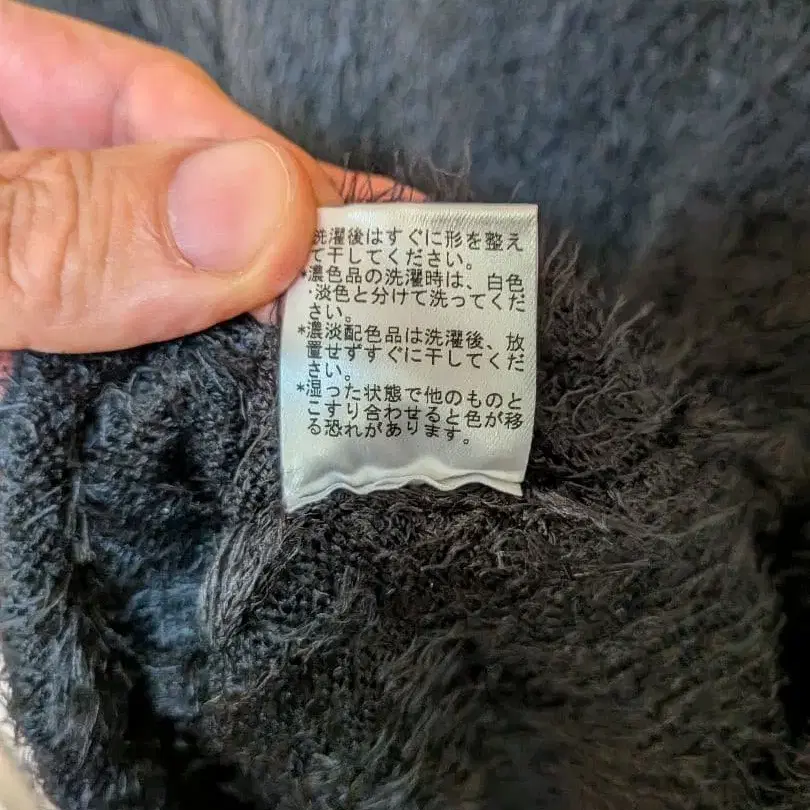 洗濯後はすぐに形を整え
て干してください。
*濃色品の洗濯時は、白色
・淡色と分けて洗ってくだ
さい。
*濃淡配色品は洗濯後、放
置せずすぐに干してくだ
さい。
*湿った状態で他のものと
こすり合わせると色が移
る恐れがあります。